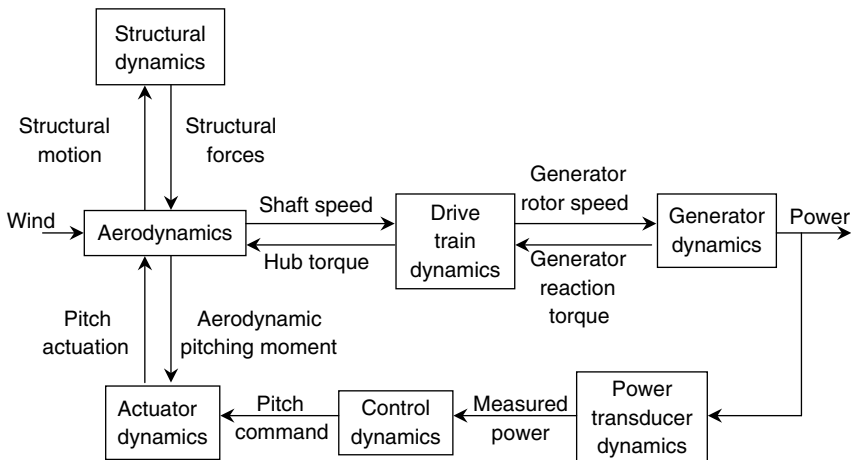 Structural
dynamics
Structural
motion
Structural
forces
Wind
Aerodynamics
Shaft speed
Hub torque
Drive
train
dynamics
Generator
rotor speed
Generator
reaction
torque
Generator
dynamics
Power
Pitch
actuation
Aerodynamic
pitching moment
Actuator
dynamics
Pitch
command
Control
dynamics
Measured
power
Power
transducer
dynamics